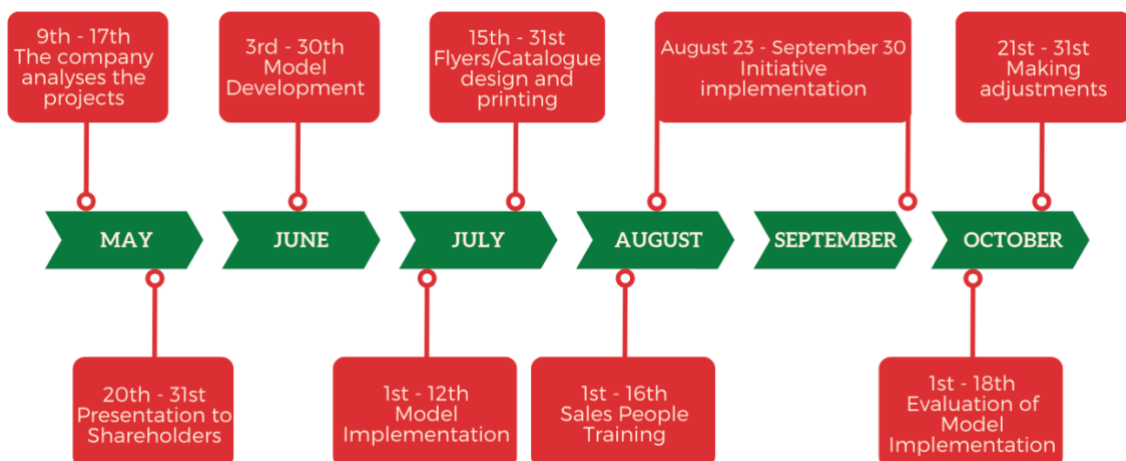 9th - 17th
The company
analyses the
projects
3rd - 30th
Model
Development
15th - 31st
Flyers/Catalogue
design and
printing
August 23 - September 30
Initiative
implementation
21st - 31st
Making
adjustments
MAY
JUNE
JULY
AUGUST
SEPTEMBER
OCTOBER
20th - 31st
Presentation to
Shareholders
1st - 12th
Model
Implementation
1st - 16th
Sales People
Training
1st - 18th
Evaluation of
Model
Implementation